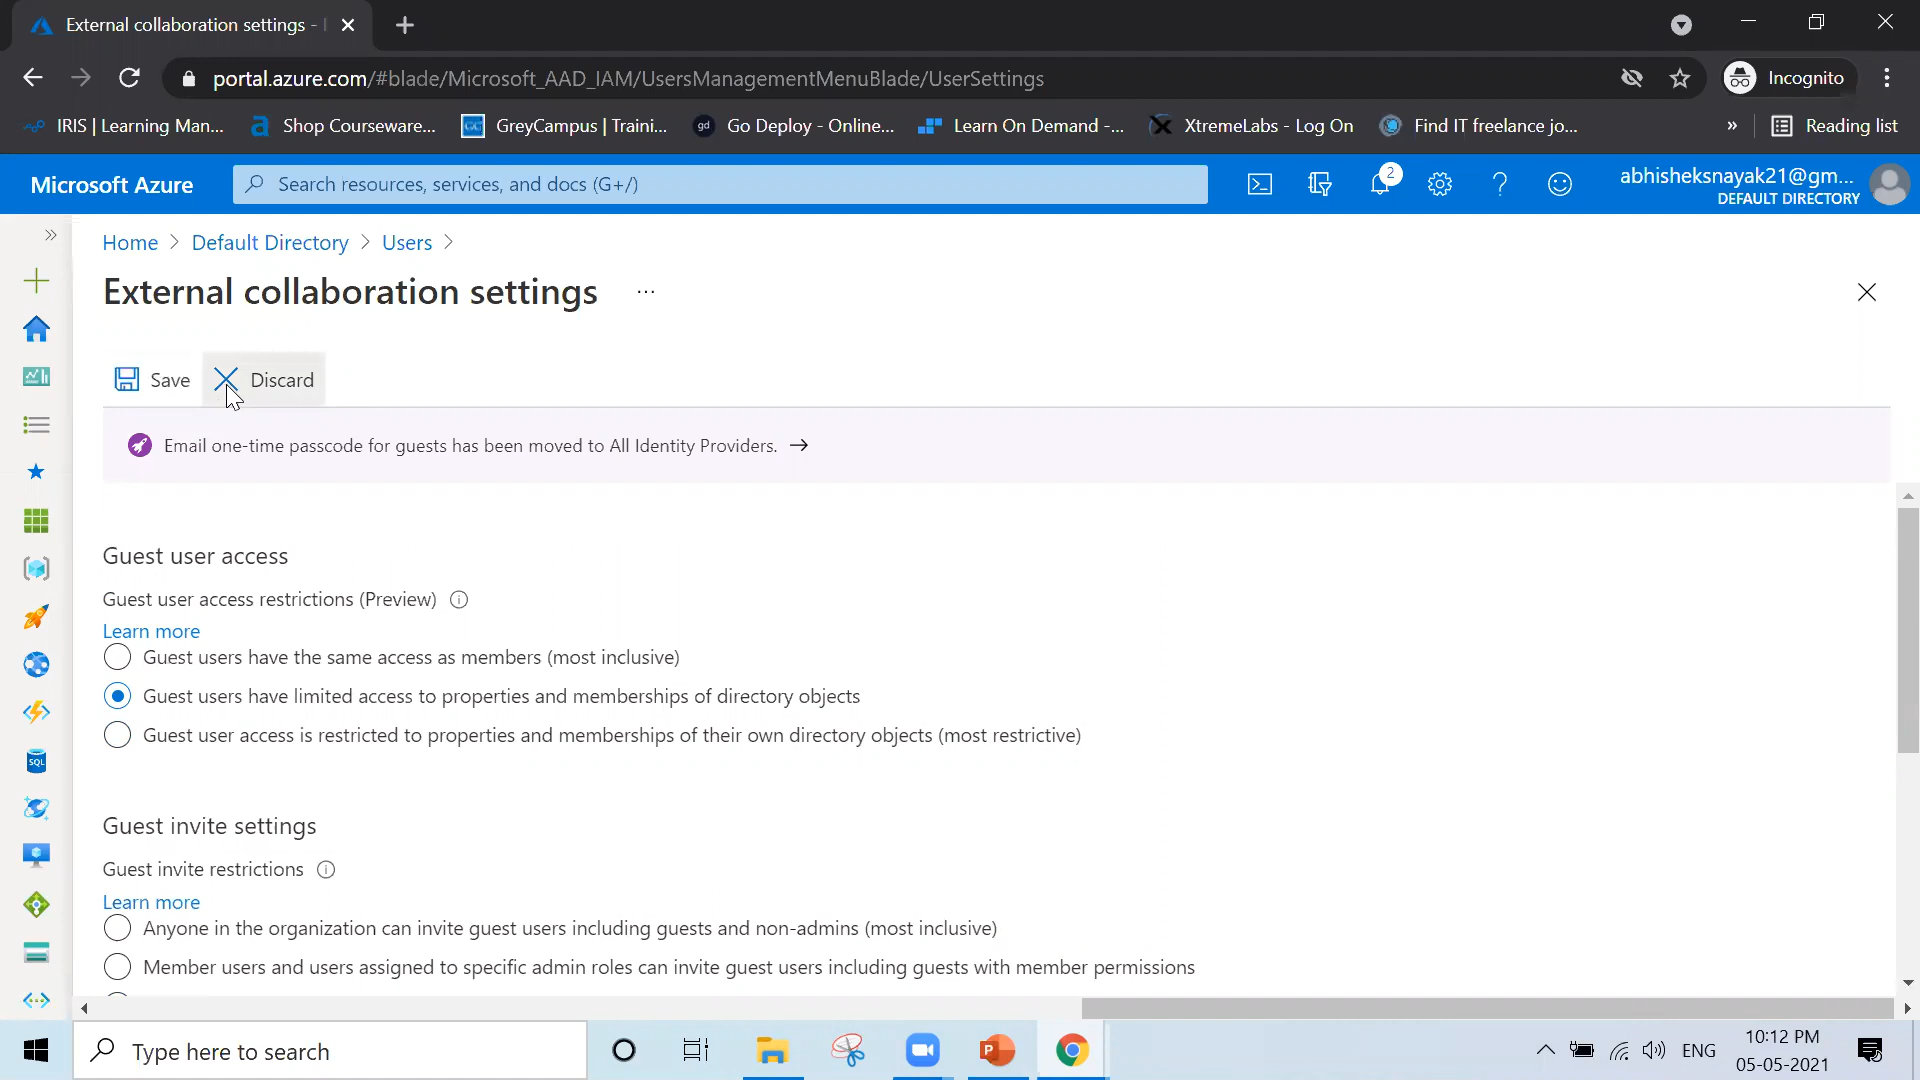 External collaboration settings -
portal.azure.com/#blade/Microsoft_AAD_IAM/UsersManagementMenuBlade/UserSettings
Incognito
IRIS | Learning Man...
Shop Courseware...
GreyCampus | Traini...
gd
Go Deploy - Online...
Learn On Demand -...
XtremeLabs - Log On
Find IT freelance jo...
»
Reading list
Microsoft Azure
Search resources, services, and docs (G+/)
2
abhisheksnayak21@gm...
DEFAULT DIRECTORY
Home > Default Directory > Users >
External collaboration settings ...
Save
Discard
Email one-time passcode for guests has been moved to All Identity Providers. →
Guest user access
Guest user access restrictions (Preview)
Learn more
Guest users have the same access as members (most inclusive)
Guest users have limited access to properties and memberships of directory objects
Guest user access is restricted to properties and memberships of their own directory objects (most restrictive)
Guest invite settings
Guest invite restrictions
Learn more
Anyone in the organization can invite guest users including guests and non-admins (most inclusive)
Member users and users assigned to specific admin roles can invite guest users including guests with member permissions
SQL
Type here to search
ENG
10:12 PM
05-05-2021